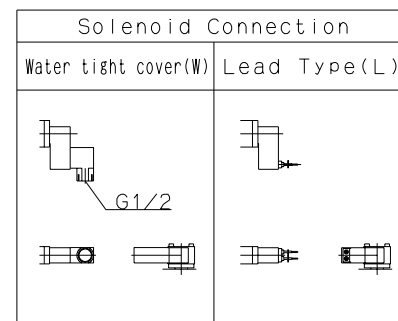 Solenoid Connection
Water tight cover(W)
Lead Type(L)
G1/2